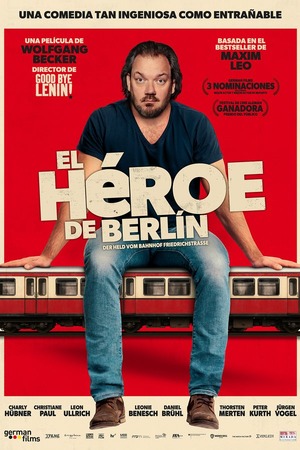 UNA COMEDIA TAN INGENIOSA COMO ENTRAÑABLE
UNA PELÍCULA DE
WOLFGANG
BECKER
DIRECTOR DE
GOOD BYE
LENIN!
BASADA EN EL
BESTSELLER DE
MAXIM
LEO
3 NOMINACIONES
GANADORA
EL
HÉROE
DE BERLÍN
DER HELD VOM BAHNHOF FRIEDRICHSTRASSE
CHARLY HÜBNER
CHRISTIANE PAUL
LEON ULLRICH
LEONIE BENESCH
DANIEL BRÜHL
THORSTEN MERTEN
PETER KURTH
JÜRGEN VOGEL
german
films